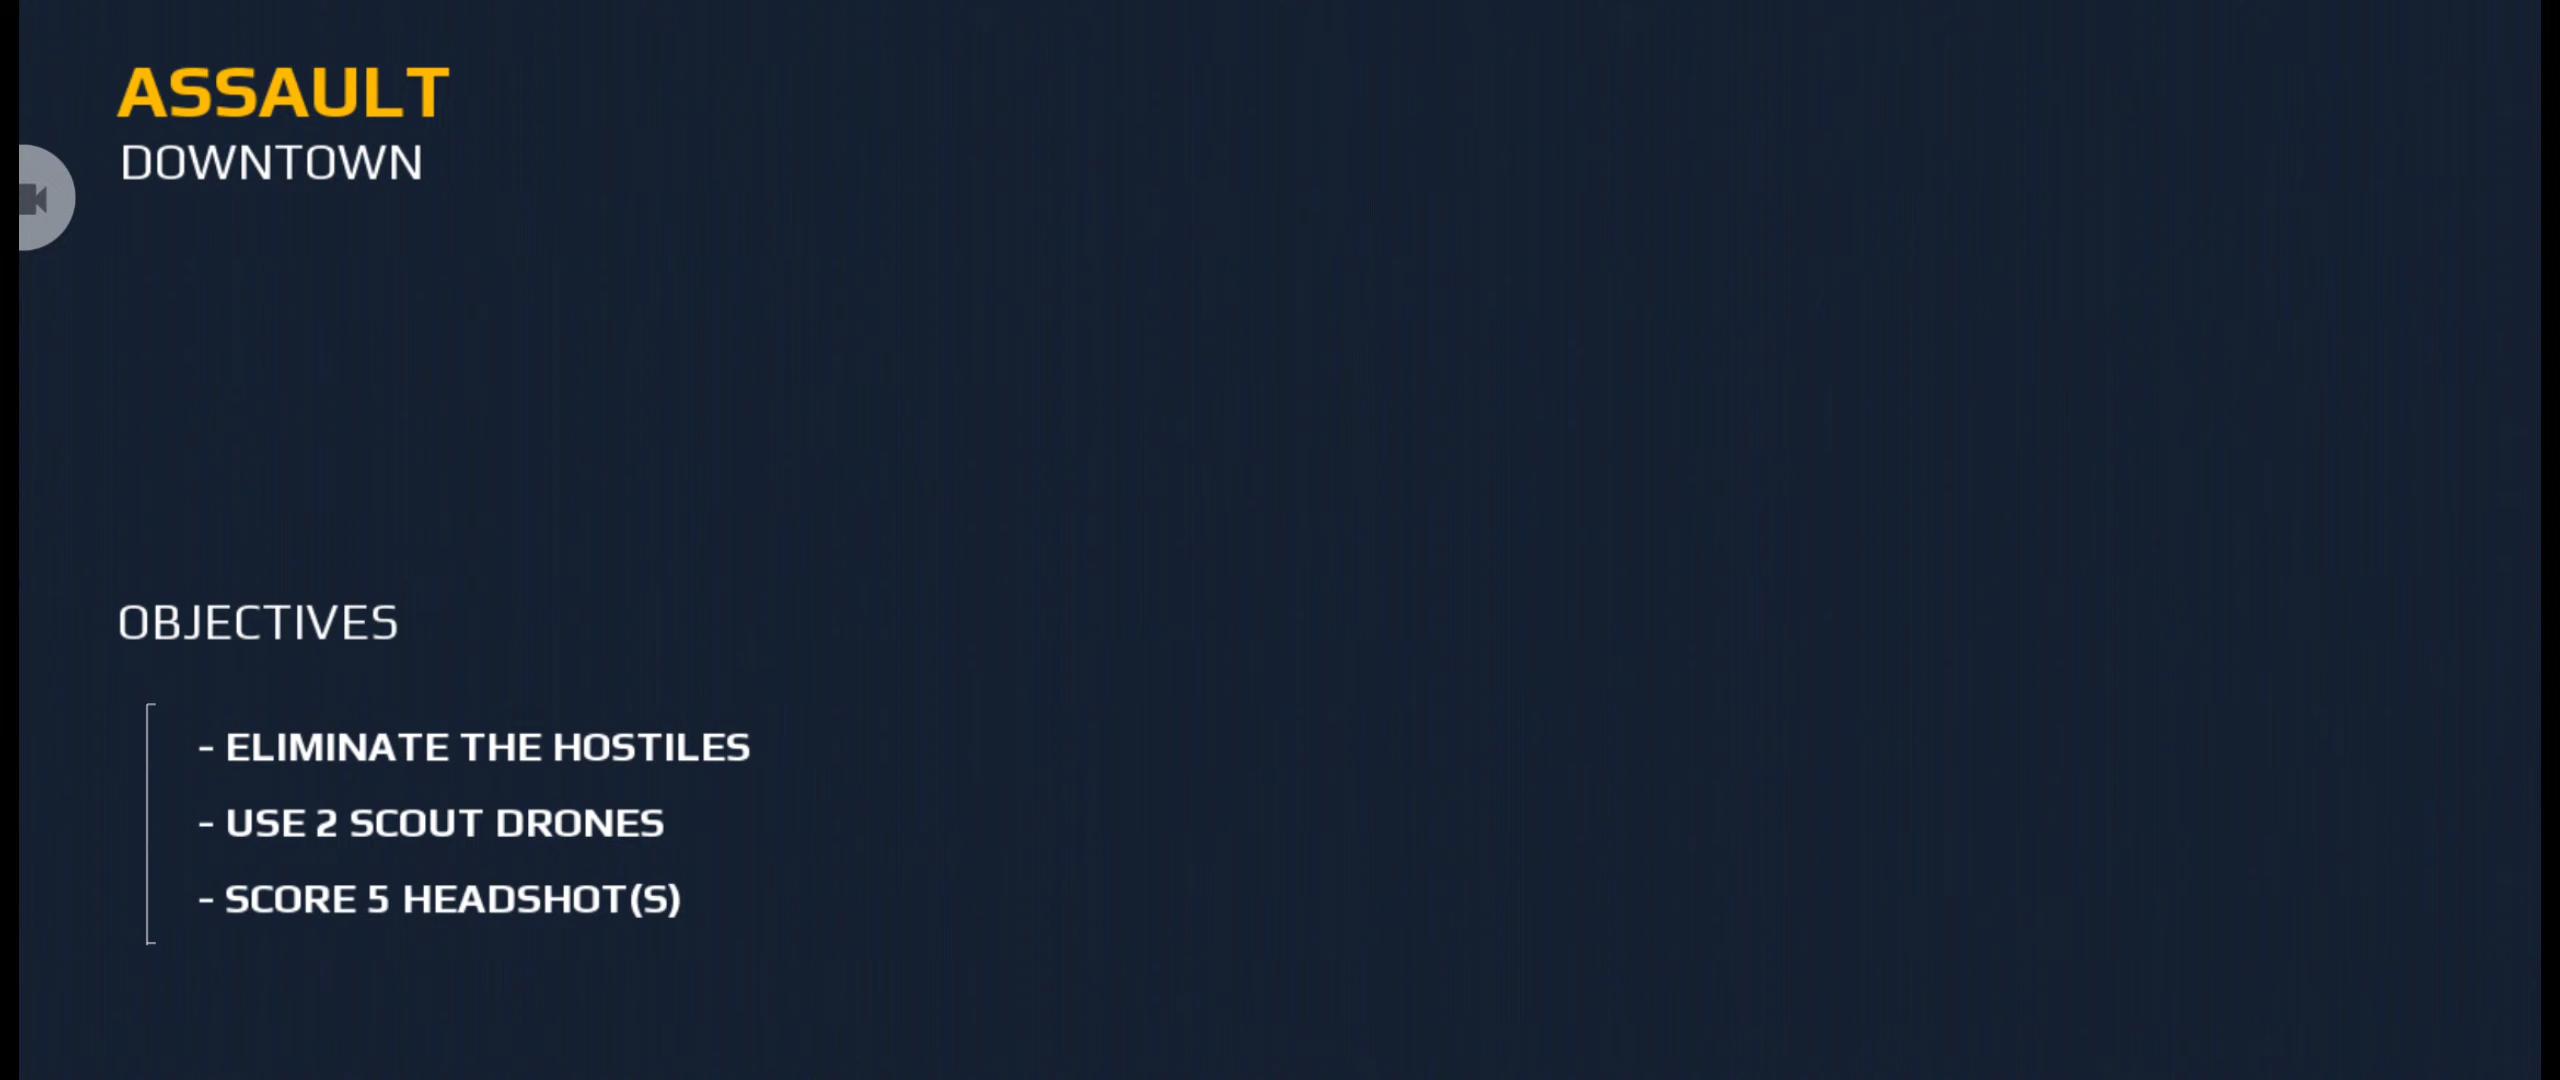 ASSAULT
DOWNTOWN
OBJECTIVES
- ELIMINATE THE HOSTILES
- USE 2 SCOUT DRONES
- SCORE 5 HEADSHOT(S)